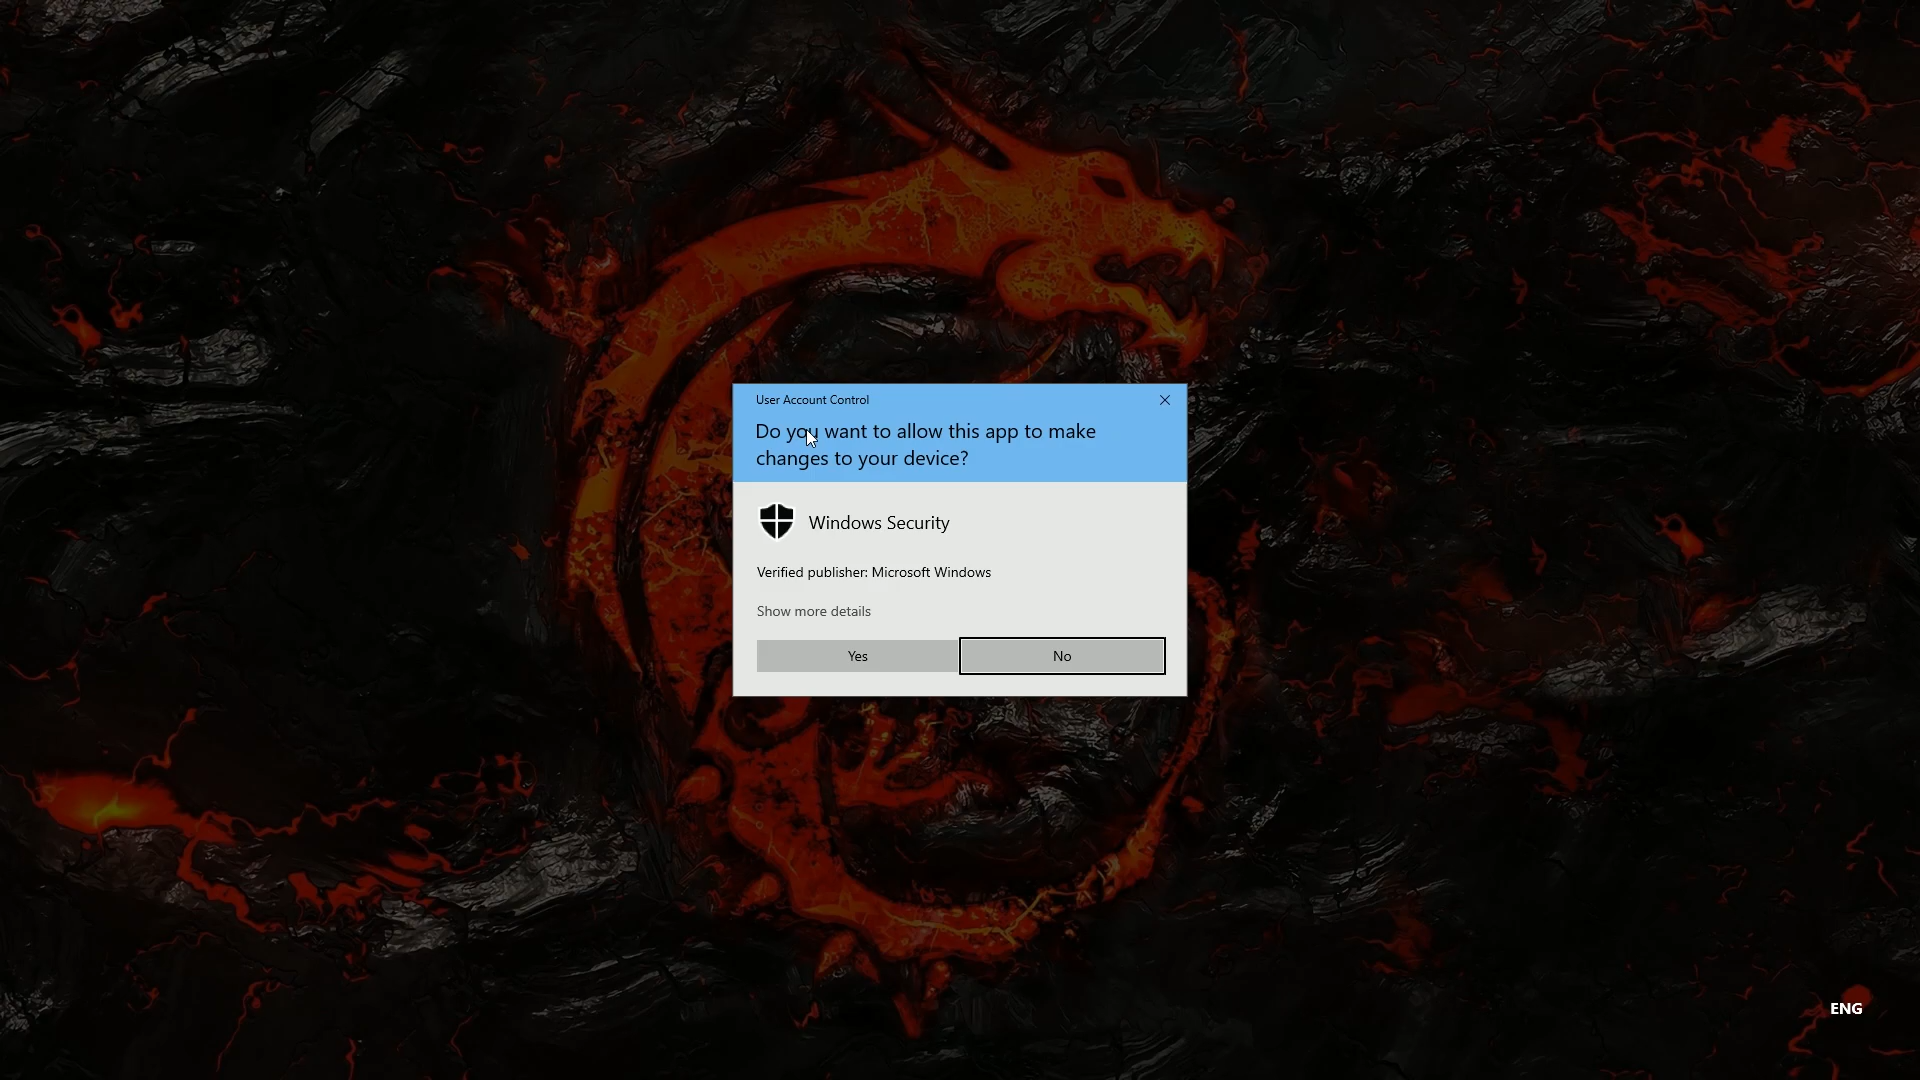 User Account Control
Do you want to allow this app to make
changes to your device?
Windows Security
Verified publisher: Microsoft Windows
Show more details
Yes
No
ENG